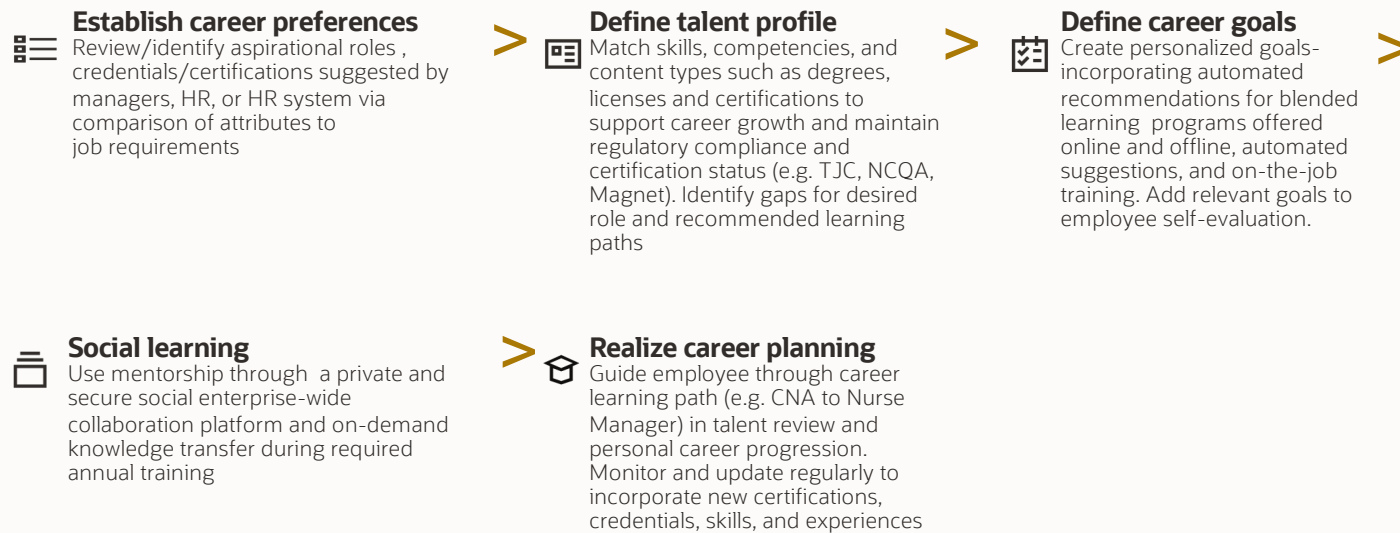 Establish career preferences
Review/identify aspirational roles ,
credentials/certifications suggested by
managers, HR, or HR system via
comparison of attributes to
job requirements
>
Define talent profile
Match skills, competencies, and
content types such as degrees,
licenses and certifications to
support career growth and maintain
regulatory compliance and
certification status (e.g. TJC, NCQA,
Magnet). Identify gaps for desired
role and recommended learning
paths
>
Define career goals
Create personalized goals-
incorporating automated
recommendations for blended
learning  programs offered
online and offline, automated
suggestions, and on-the-job
training. Add relevant goals to
employee self-evaluation.
>
Social learning
Use mentorship through  a private and
secure social enterprise-wide
collaboration platform and on-demand
knowledge transfer during required
annual training
>
Realize career planning
Guide employee through career
learning path (e.g. CNA to Nurse
Manager) in talent review and
personal career progression.
Monitor and update regularly to
incorporate new certifications,
credentials, skills, and experiences